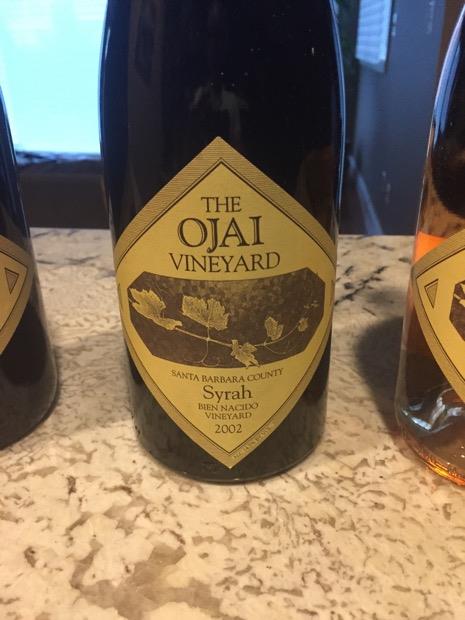 THE
OJAI
VINEYARD
SANTA BARBARA COUNTY
Syrah
BIEN NACIDO
VINEYARD
2002